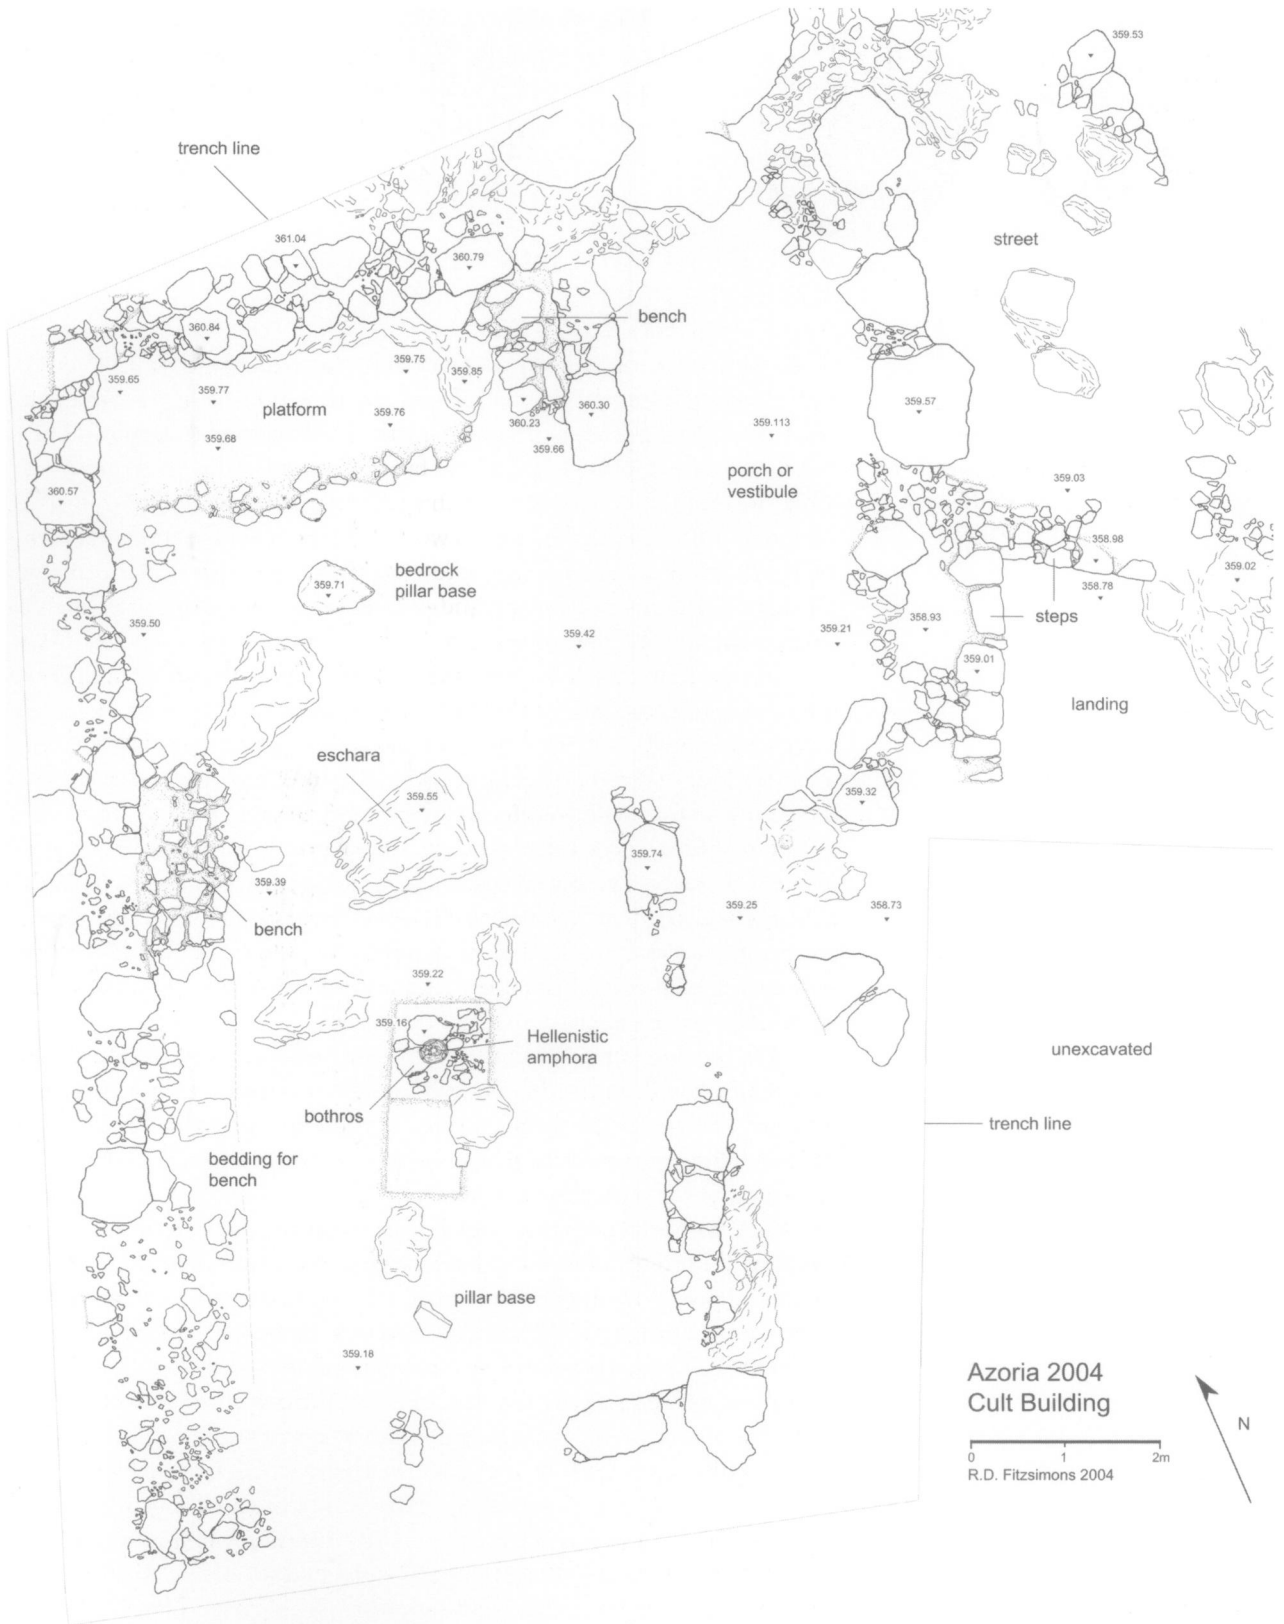 359.53
trench line
street
361.04
360.79
bench
360.84
359.75
359.85
359.65
359.77
platform
359.76
360.30
359.57
360.23
359.113
359.68
359.66
porch or
vestibule
359.03
360.57
358.98
359.02
bedrock
pillar base
359.71
358.78
steps
359.50
359.42
359.21
358.93
359.01
landing
eschara
359.55
359.32
359.74
359.39
bench
359.25
358.73
359.22
359.16
Hellenistic
amphora
unexcavated
bothros
trench line
bedding for
bench
pillar base
359.18
Azoria 2004
Cult Building
N
0 1 2m
R.D. Fitzsimons 2004